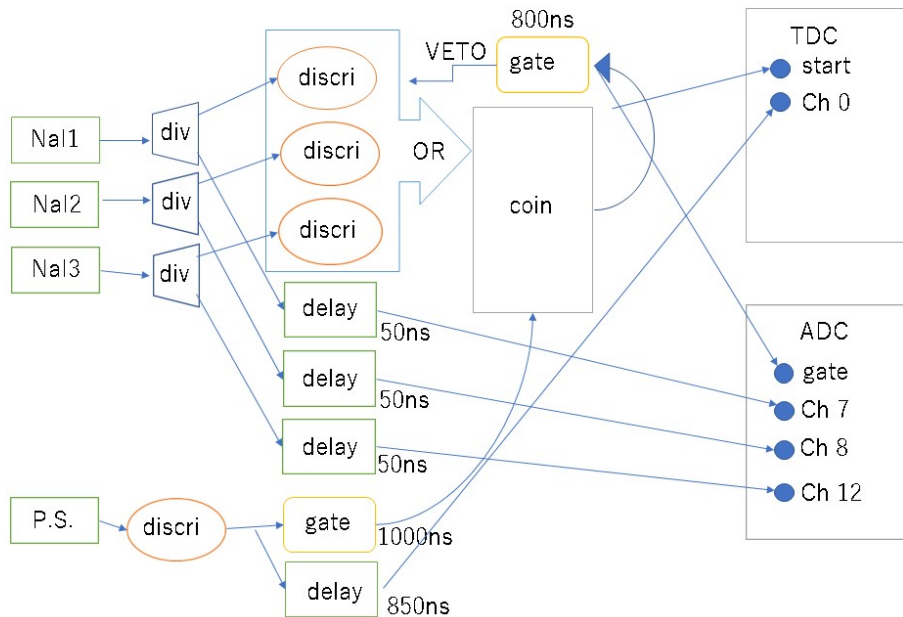 800ns
TDC
VETO
gate
start
discri
Ch 0
NaI1
div
discri
OR
NaI2
div
coin
discri
NaI3
div
delay
50ns
ADC
gate
delay
Ch 7
50ns
Ch 8
delay
50ns
Ch 12
P.S.
discri
gate
1000ns
delay
850ns